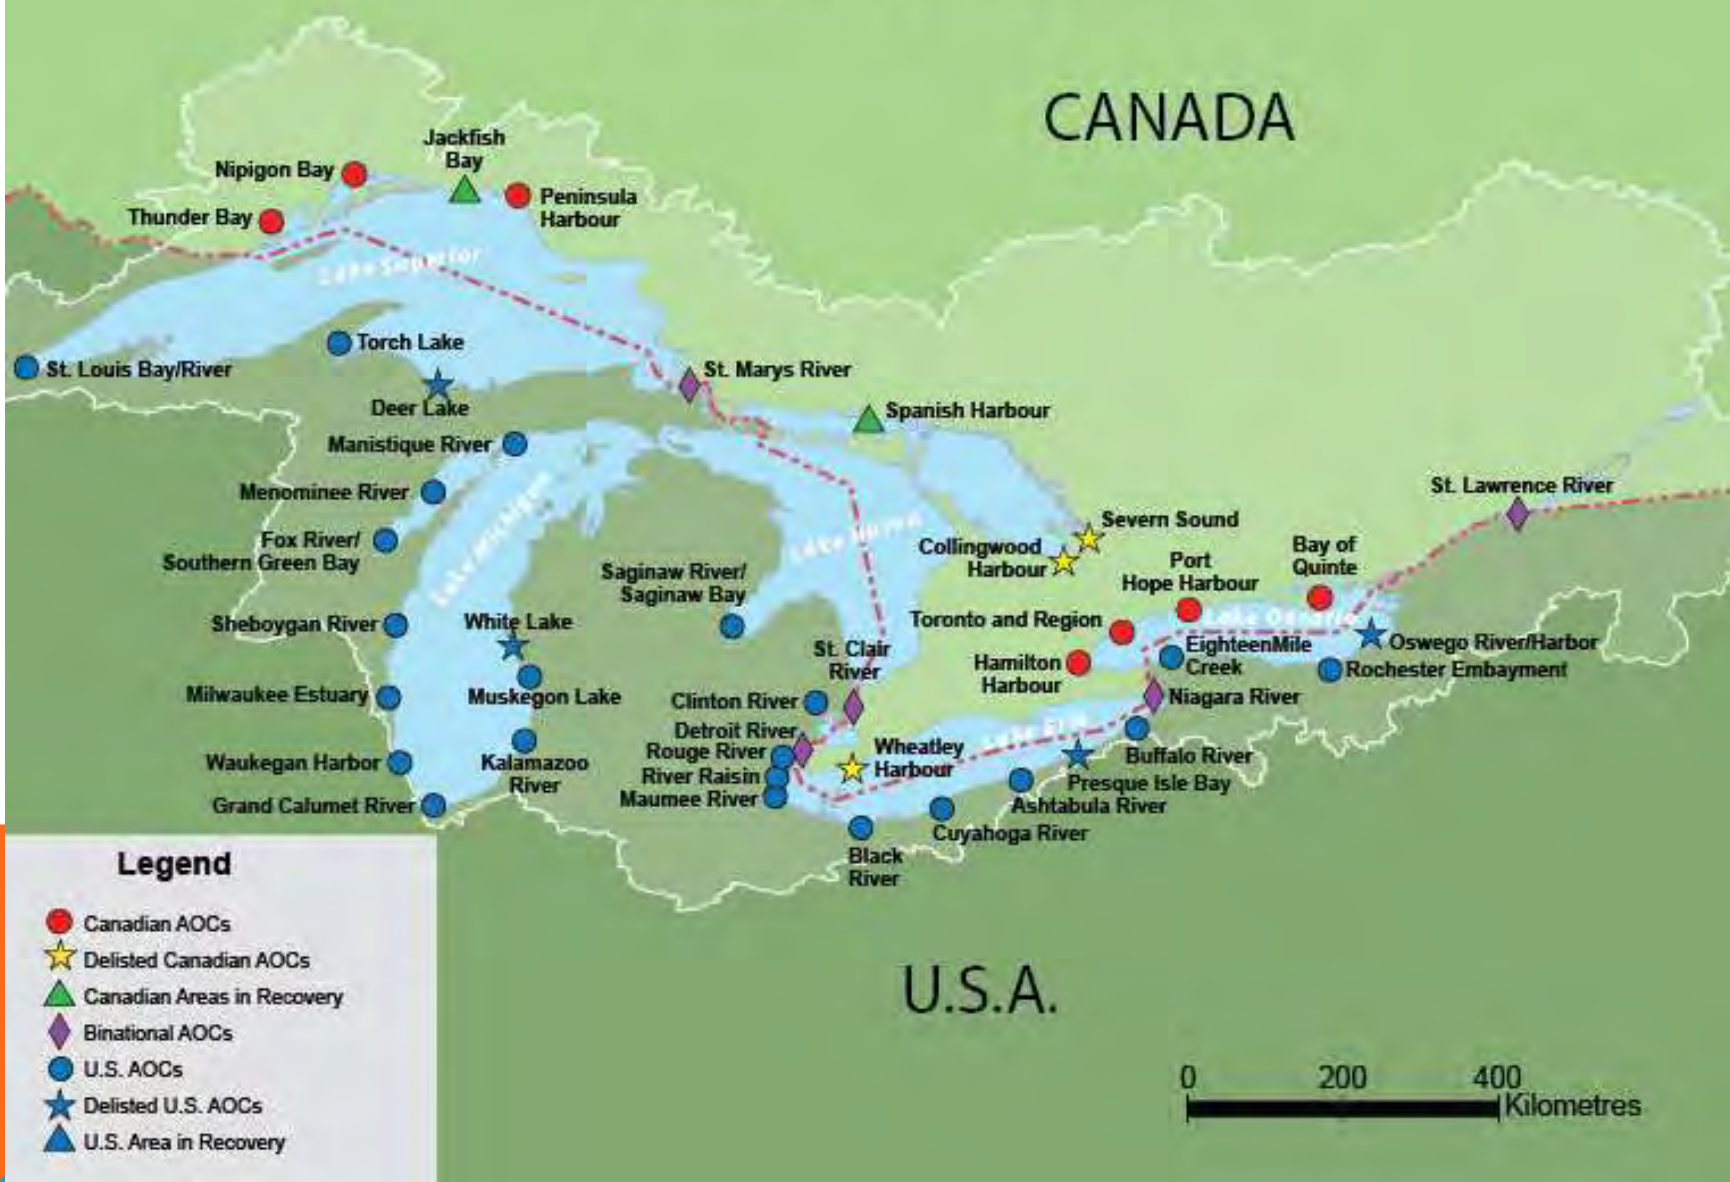 CANADA
Jackfish
Bay
Nipigon Bay
Peninsula
Harbour
Thunder Bay
Lake Superior
Torch Lake
St. Louis Bay/River
St. Marys River
Deer Lake
Spanish Harbour
Manistique River
Menominee River
Lake Michigan
St. Lawrence River
Fox River/
Southern Green Bay
Lake Huron
Severn Sound
Collingwood
Harbour
Port
Hope Harbour
Bay of
Quinte
Saginaw River/
Saginaw Bay
Sheboygan River
White Lake
Toronto and Region
Lake Ontario
Oswego River/Harbor
St. Clair
River
Hamilton
Harbour
EighteenMile
Creek
Rochester Embayment
Milwaukee Estuary
Muskegon Lake
Clinton River
Niagara River
Detroit River
Rouge River
River Raisin
Maumee River
Wheatley
Harbour
Lake Erie
Buffalo River
Presque Isle Bay
Waukegan Harbor
Kalamazoo
River
Grand Calumet River
Ashtabula River
Cuyahoga River
Black
River
Legend
Canadian AOCs
Delisted Canadian AOCs
Canadian Areas in Recovery
Binational AOCs
U.S. AOCs
Delisted U.S. AOCs
U.S. Area in Recovery
U.S.A.
0 200 400
Kilometres